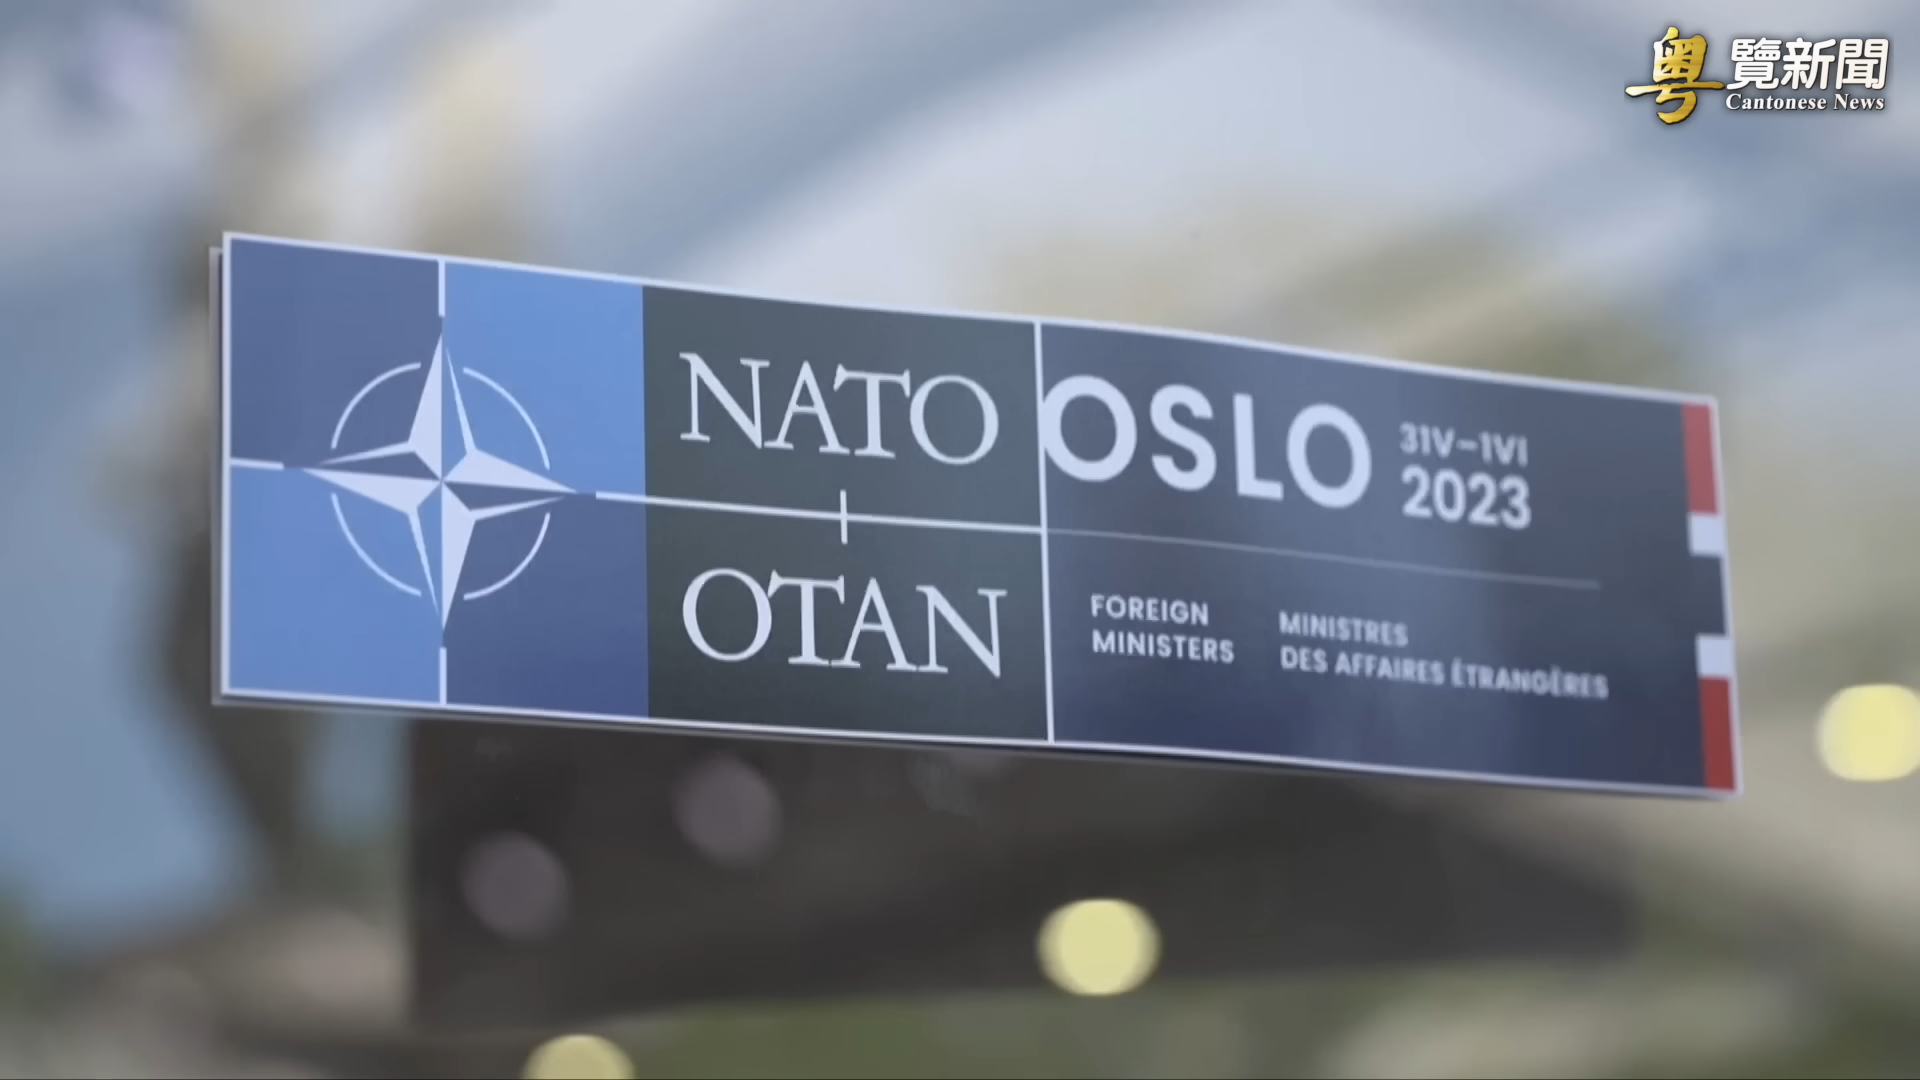 粵覽新聞
Cantonese News
NATO
OTAN
OSLO
31V–1VI
2023
FOREIGN
MINISTERS
MINISTRES
DES AFFAIRES ÉTRANGÈRES